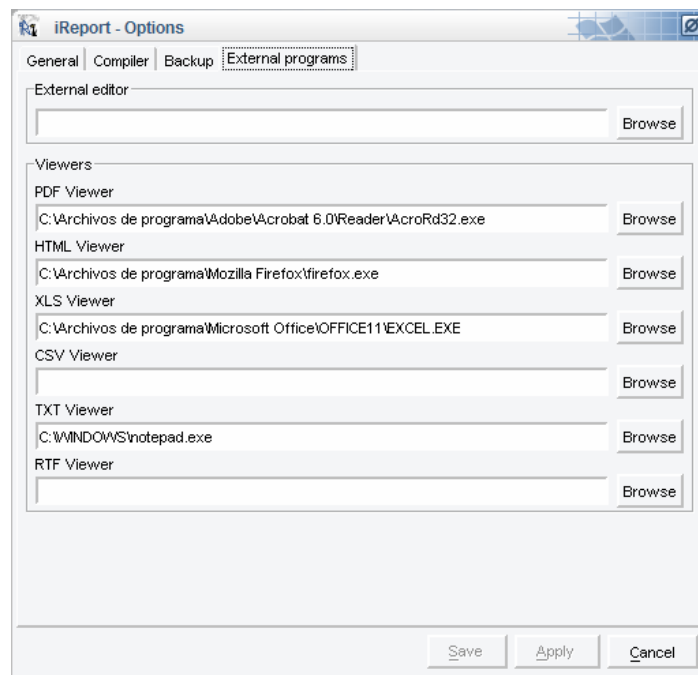 iReport - Options
General Compiler Backup External programs
External editor
Browse
Viewers
PDF Viewer
C:\Archivos de programa\Adobe\Acrobat 6.0\Reader\AcroRd32.exe Browse
HTML Viewer
C:\Archivos de programa\Mozilla Firefox\firefox.exe Browse
XLS Viewer
C:\Archivos de programa\Microsoft Office\OFFICE11\EXCEL.EXE Browse
CSV Viewer
Browse
TXT Viewer
C:\WINDOWS\notepad.exe Browse
RTF Viewer
Browse
Save Apply Cancel